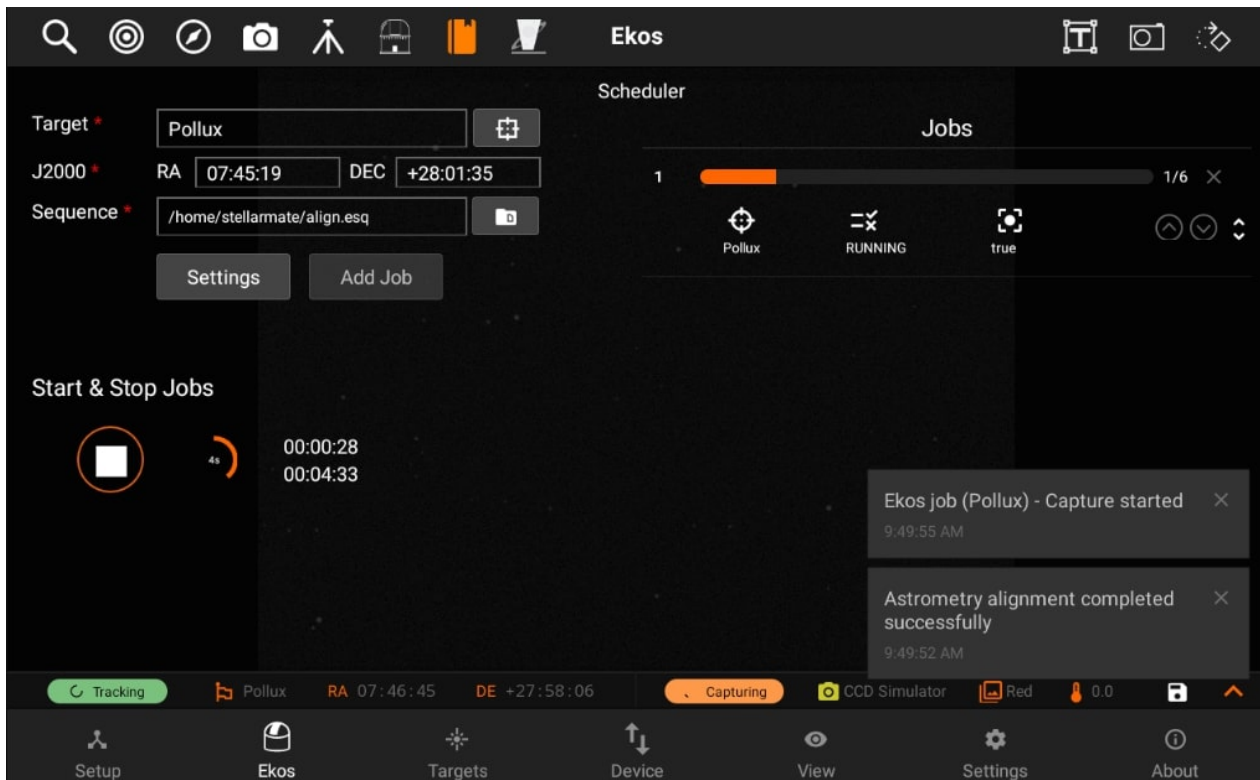 Ekos
Scheduler
Target *
Pollux
J2000 *
RA 07:45:19 DEC +28:01:35
Sequence *
/home/stellarmate/align.esq
Settings
Add Job
Jobs
1
1/6
Pollux
RUNNING
true
Start & Stop Jobs
4s
00:00:28
00:04:33
Ekos job (Pollux) - Capture started
9:49:55 AM
Astrometry alignment completed
successfully
9:49:52 AM
Tracking Pollux RA 07:46:45 DE +27:58:06 Capturing CCD Simulator Red 0.0
Setup Ekos Targets Device View Settings About